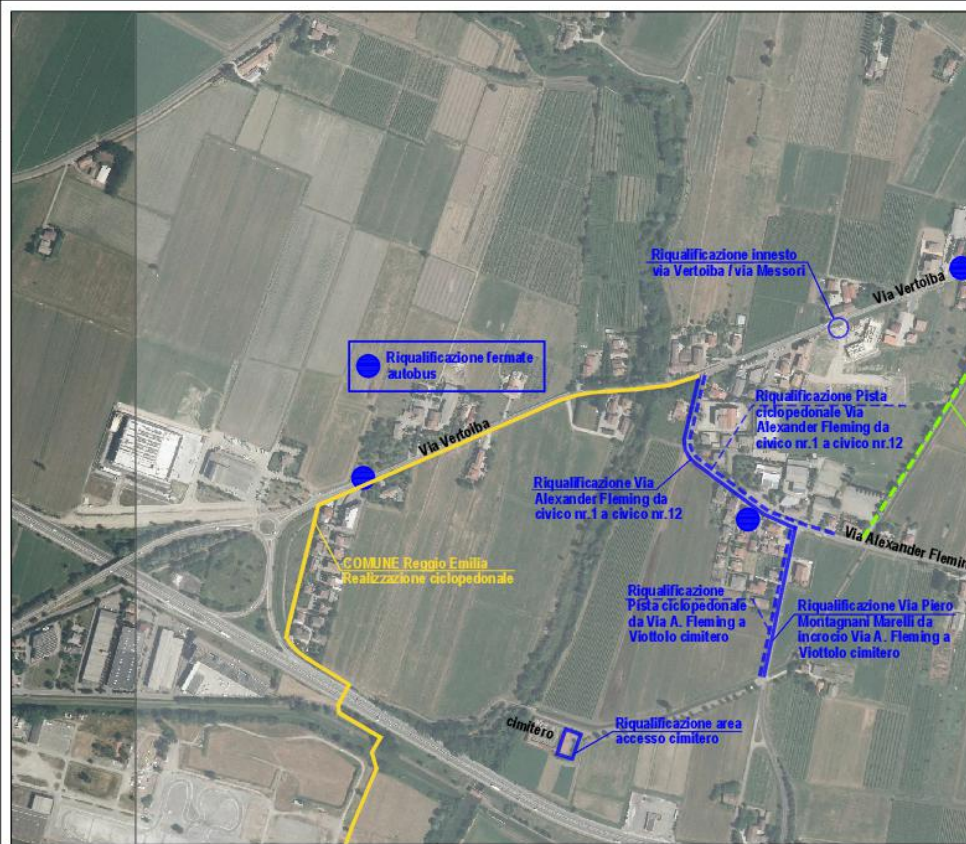 Riqualificazione innesto
via Vertoiba / via Messori
Via Vertoiba
Riqualificazione fermate
autobus
Via Vertoiba
Riqualificazione Pista
ciclopedonale Via
Alexander Fleming da
civico nr.1 a civico nr.12
Riqualificazione Via
Alexander Fleming da
civico nr.1 a civico nr.12
Via Alexander Fleming
COMUNE Reggio Emilia
Realizzazione ciclopedonale
Riqualificazione
Pista ciclopedonale
da Via A. Fleming a
Viottolo cimitero
Riqualificazione Via Piero
Montagnani Marelli da
incrocio Via A. Fleming a
Viottolo cimitero
cimitero
Riqualificazione area
accesso cimitero